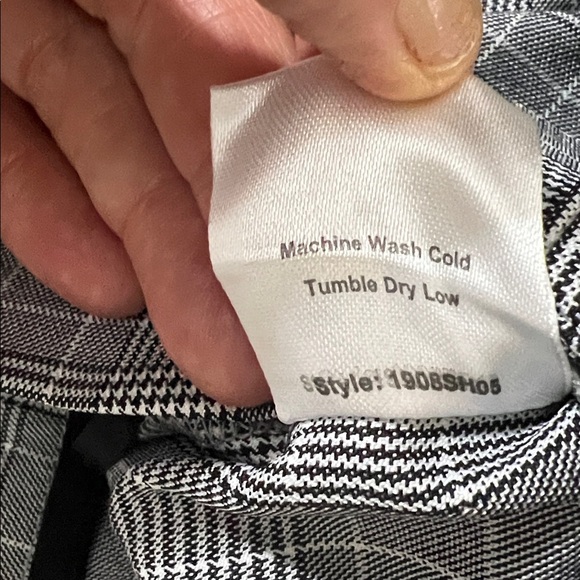 Machine Wash Cold
Tumble Dry Low
Style: 1908SH05